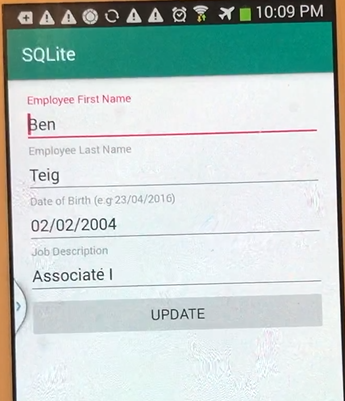 10:09 PM
SQLite
Employee First Name
Ben
Employee Last Name
Teig
Date of Birth (e.g 23/04/2016)
02/02/2004
Job Description
Associate I
UPDATE